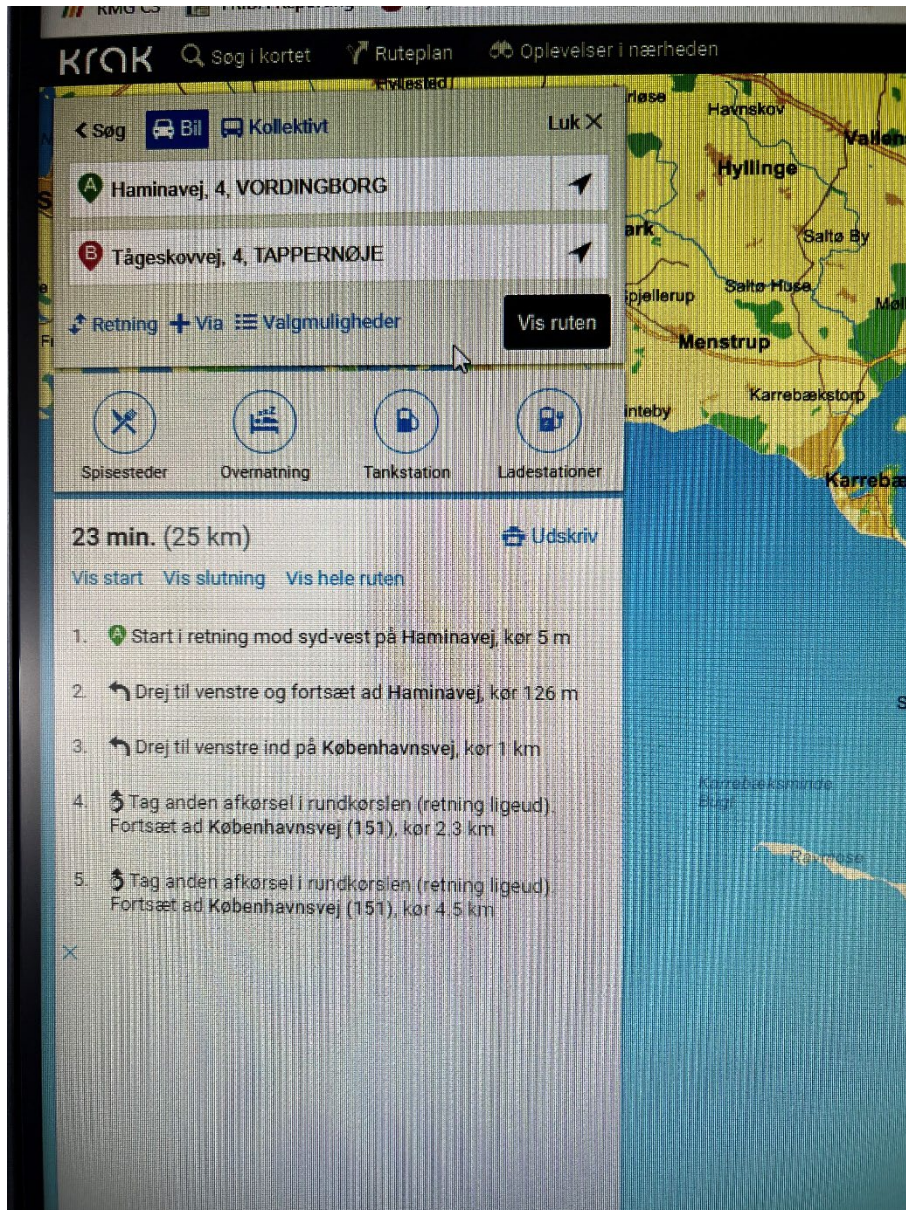 RMG CS
krak Søg i kortet Ruteplan Oplevelser i nærheden
Søg Bil Kollektivt Luk
A Haminavej, 4, VORDINGBORG
B Tågeskovvej, 4, TAPPERNØJE
Retning Via Valgmuligheder Vis ruten
Spisesteder Overnatning Tankstation Ladestationer
23 min. (25 km) Udskriv
Vis start Vis slutning Vis hele ruten
1. A Start i retning mod syd-vest på Haminavej, kør 5 m
2. Drej til venstre og fortsæt ad Haminavej, kør 126 m
3. Drej til venstre ind på Københavnsvej, kør 1 km
4. Tag anden afkørsel i rundkørslen (retning ligeud).
Fortsæt ad Københavnsvej (151), kør 2.3 km
5. Tag anden afkørsel i rundkørslen (retning ligeud).
Fortsæt ad Københavnsvej (151), kør 4.5 km
Havnskov
Hyllinge
Saltø By
Saltø Huse
Menstrup
Karrebækstorp
Karrebæksminde
Bugt